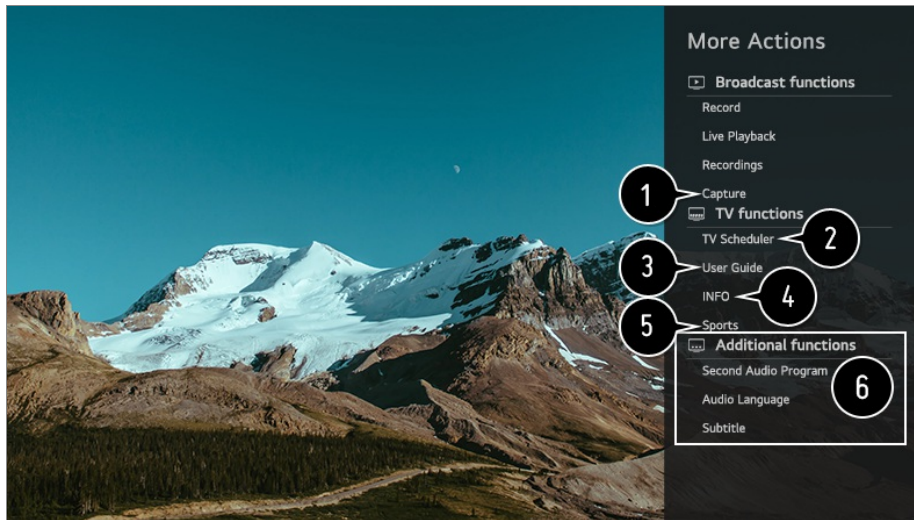 More Actions
Broadcast functions
Record
Live Playback
Recordings
1
Capture
TV functions
TV Scheduler
2
3
User Guide
INFO
4
5
Sports
Additional functions
Second Audio Program
6
Audio Language
Subtitle